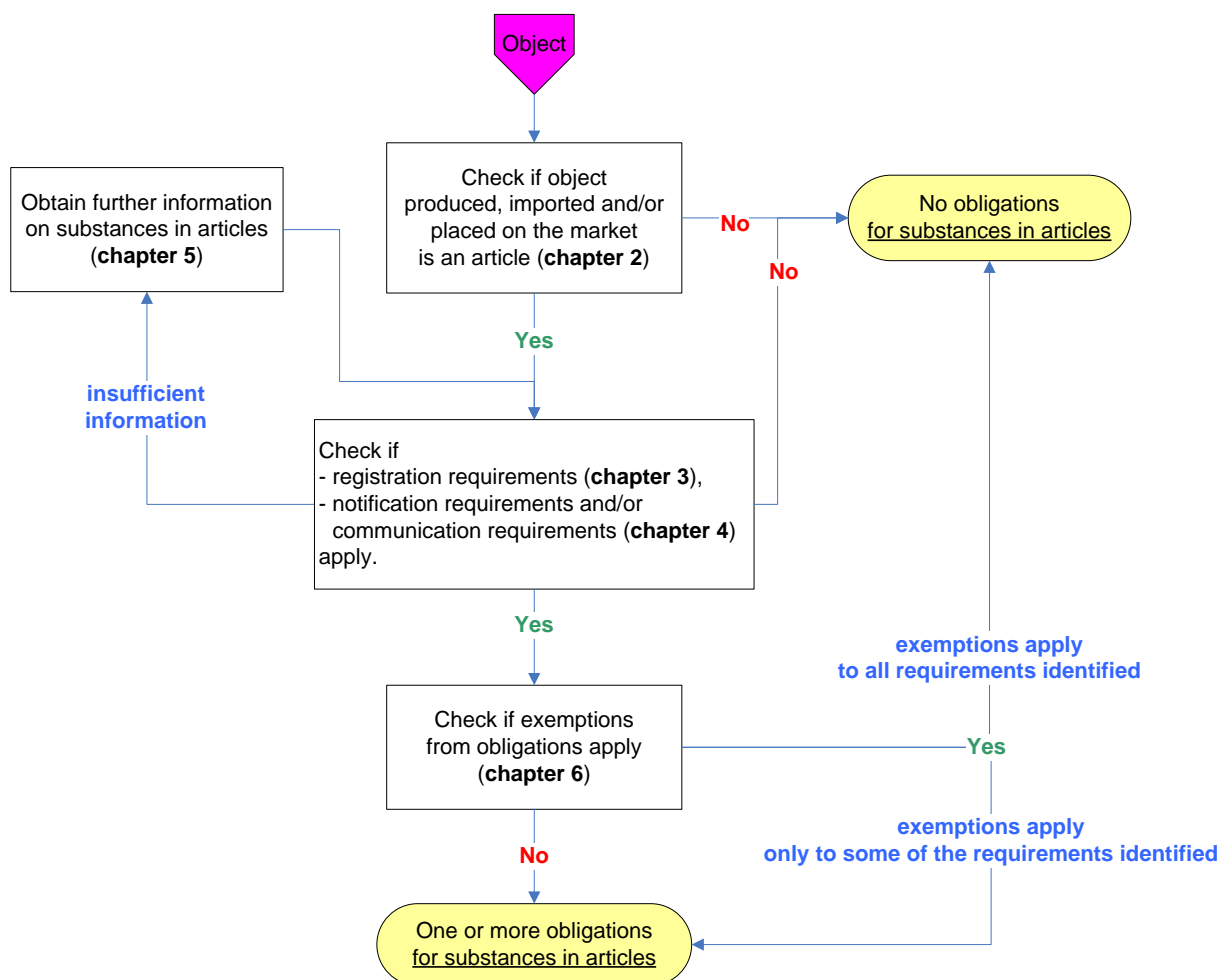 Object
Check if object
produced, imported and/or
placed on the market
is an article (chapter 2)
No obligations
for substances in articles
Obtain further information
on substances in articles
(chapter 5)
No
No
Yes
insufficient
information
Check if
- registration requirements (chapter 3),
- notification requirements and/or
communication requirements (chapter 4)
apply.
Yes
exemptions apply
to all requirements identified
Check if exemptions
from obligations apply
(chapter 6)
Yes
exemptions apply
only to some of the requirements identified
No
One or more obligations
for substances in articles